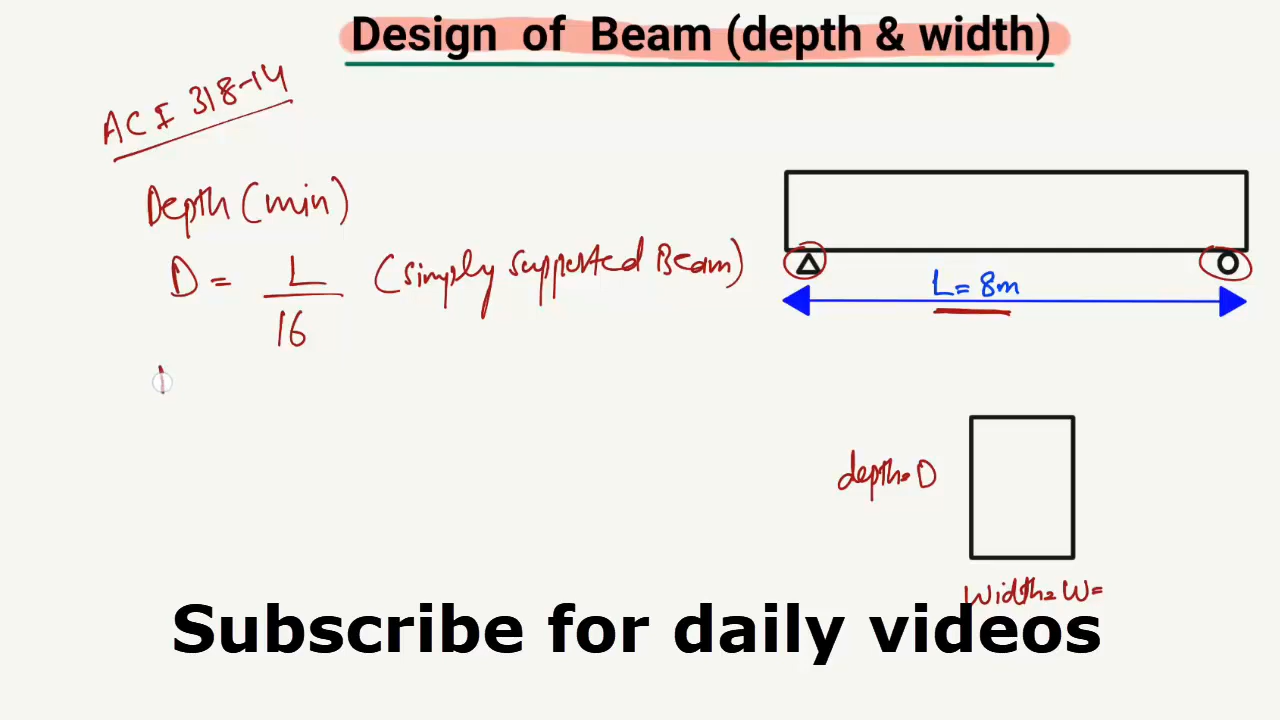 Design of Beam (depth & width)
ACI 318-14
Depth (min)
D = L / 16 (simply supported Beam)
L= 8m
depth=D
Width=W=
Subscribe for daily videos